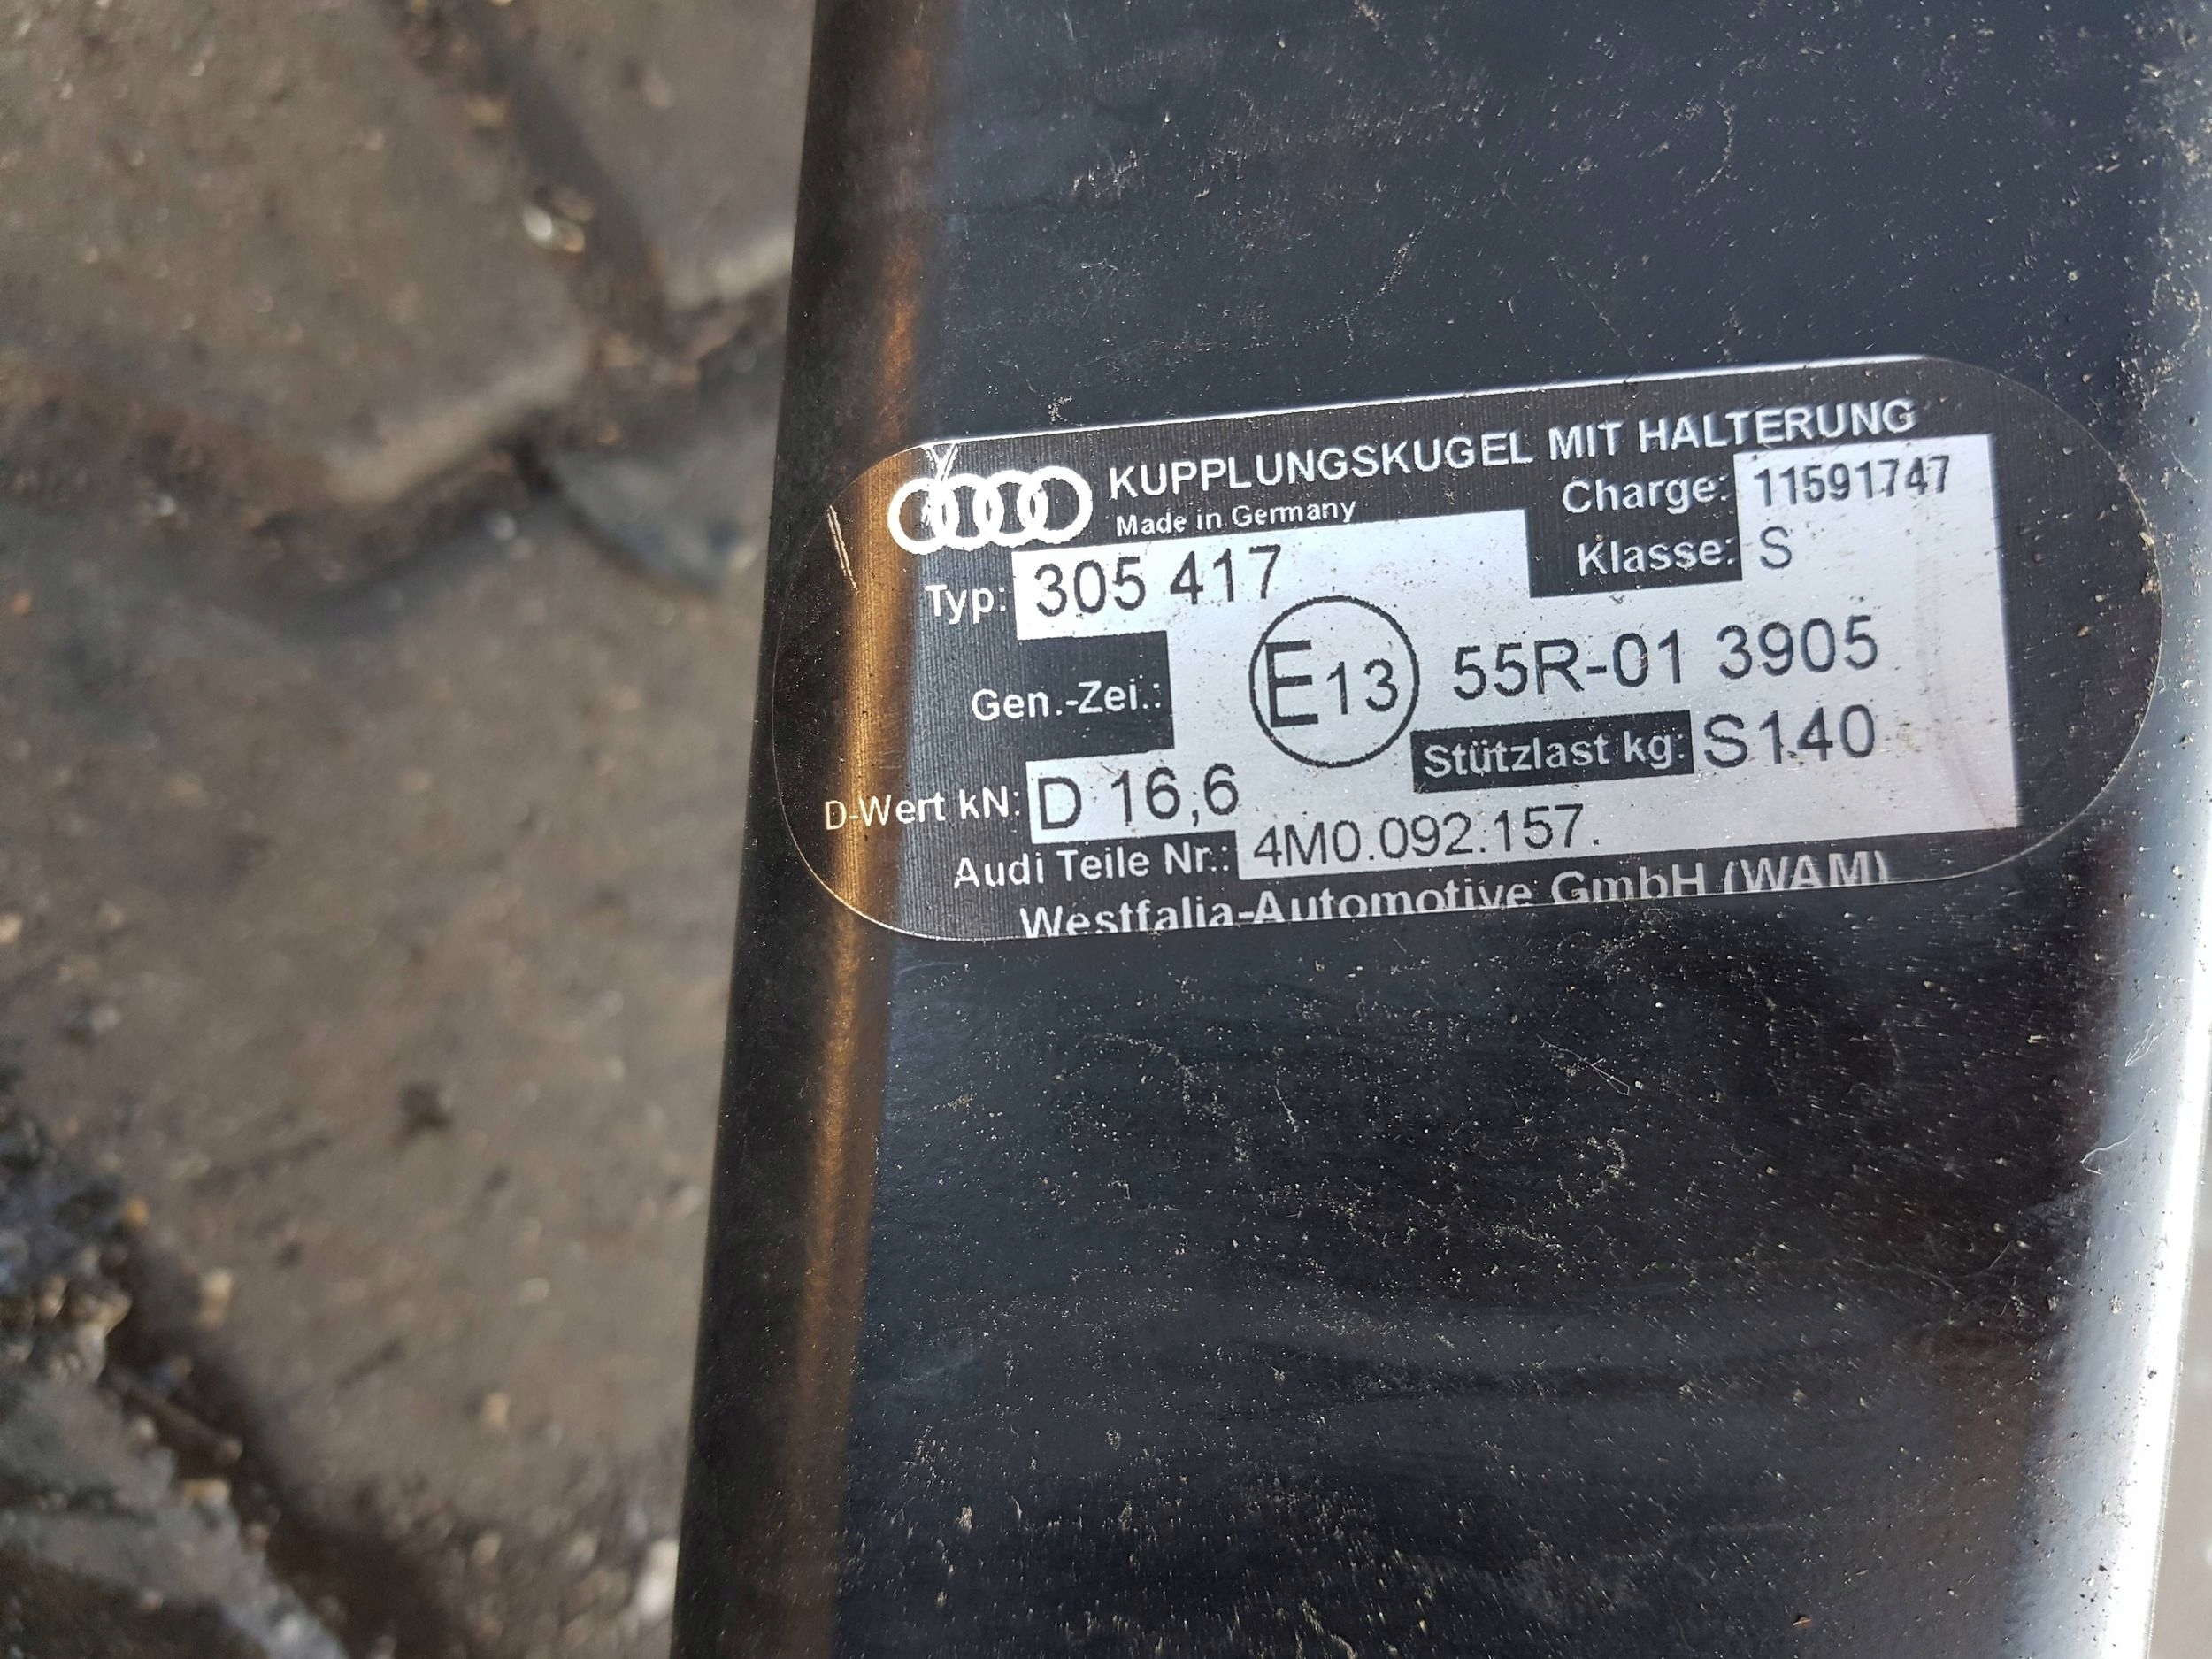 KUPPLUNGSKUGEL MIT HALTERUNG
Made in Germany
Charge: 11591747
Typ: 305 417
Klasse: S
Gen.-Zei.: E13 55R-01 3905
Stützlast kg: S140
D-Wert kN: D 16,6
Audi Teile Nr.: 4M0.092.157.
Westfalia-Automotive GmbH (WAM)